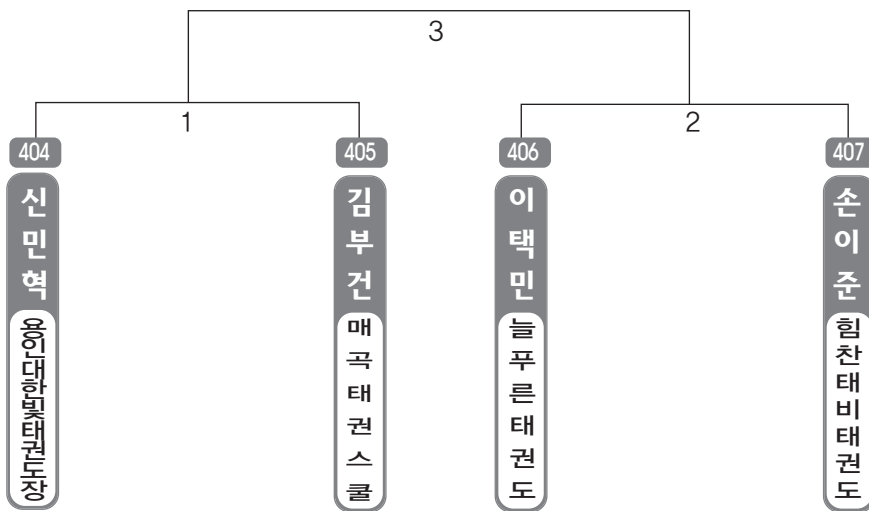 3
1
2
404
405
406
407
신민혁
김부건
이택민
손이준
용인대한빛태권도장
매곡태권스쿨
늘푸른태권도
힘찬태비태권도